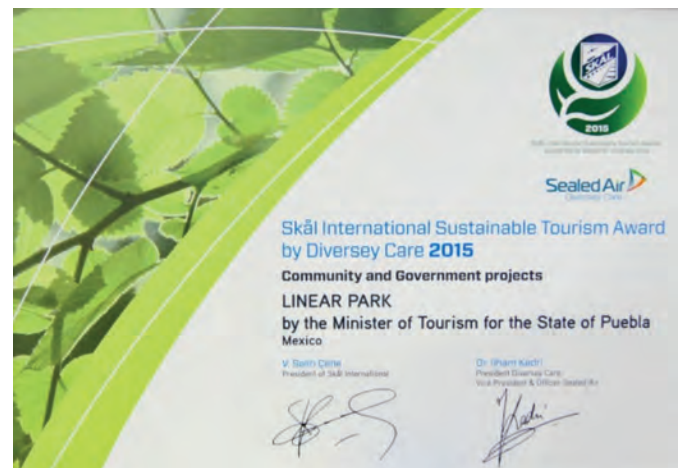 SKÅL
2015
Sealed Air
Diversey Care
Skål International Sustainable Tourism Award
by Diversey Care 2015
Community and Government projects
LINEAR PARK
by the Minister of Tourism for the State of Puebla
Mexico
President of Skål International
Dr. Ilham Kadri
President Diversey Care
Vice President & Officer Sealed Air